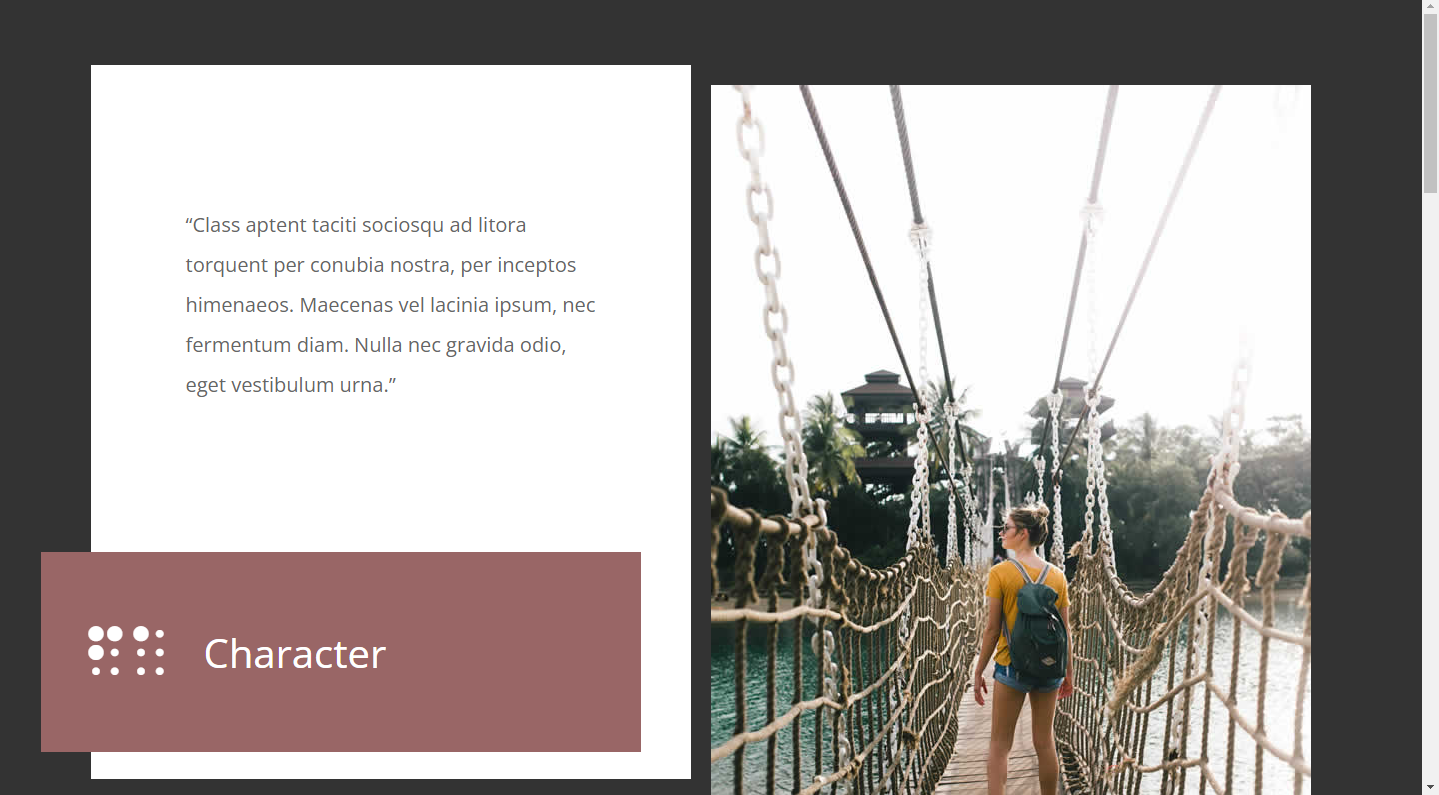 “Class aptent taciti sociosqu ad litora
torquent per conubia nostra, per inceptos
himenaeos. Maecenas vel lacinia ipsum, nec
fermentum diam. Nulla nec gravida odio,
eget vestibulum urna.”
Character